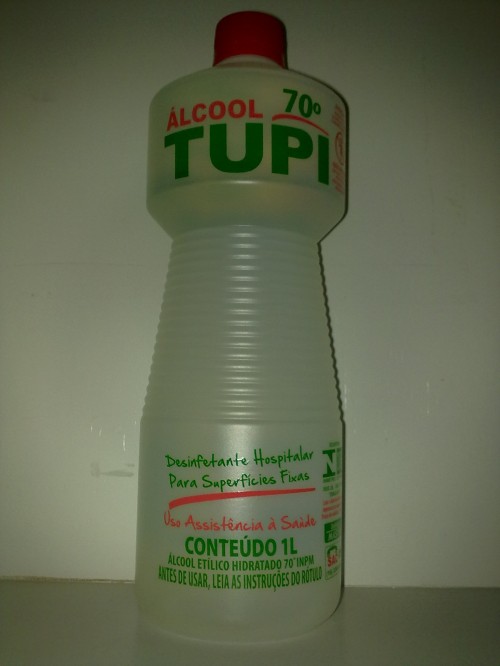 ÁLCOOL 70º
TUPI
Desinfetante Hospitalar
Para Superfícies Fixas
Uso Assistência à Saúde
CONTEÚDO 1L
ÁLCOOL ETÍLICO HIDRATADO 70°INPM
ANTES DE USAR, LEIA AS INSTRUÇÕES DO RÓTULO